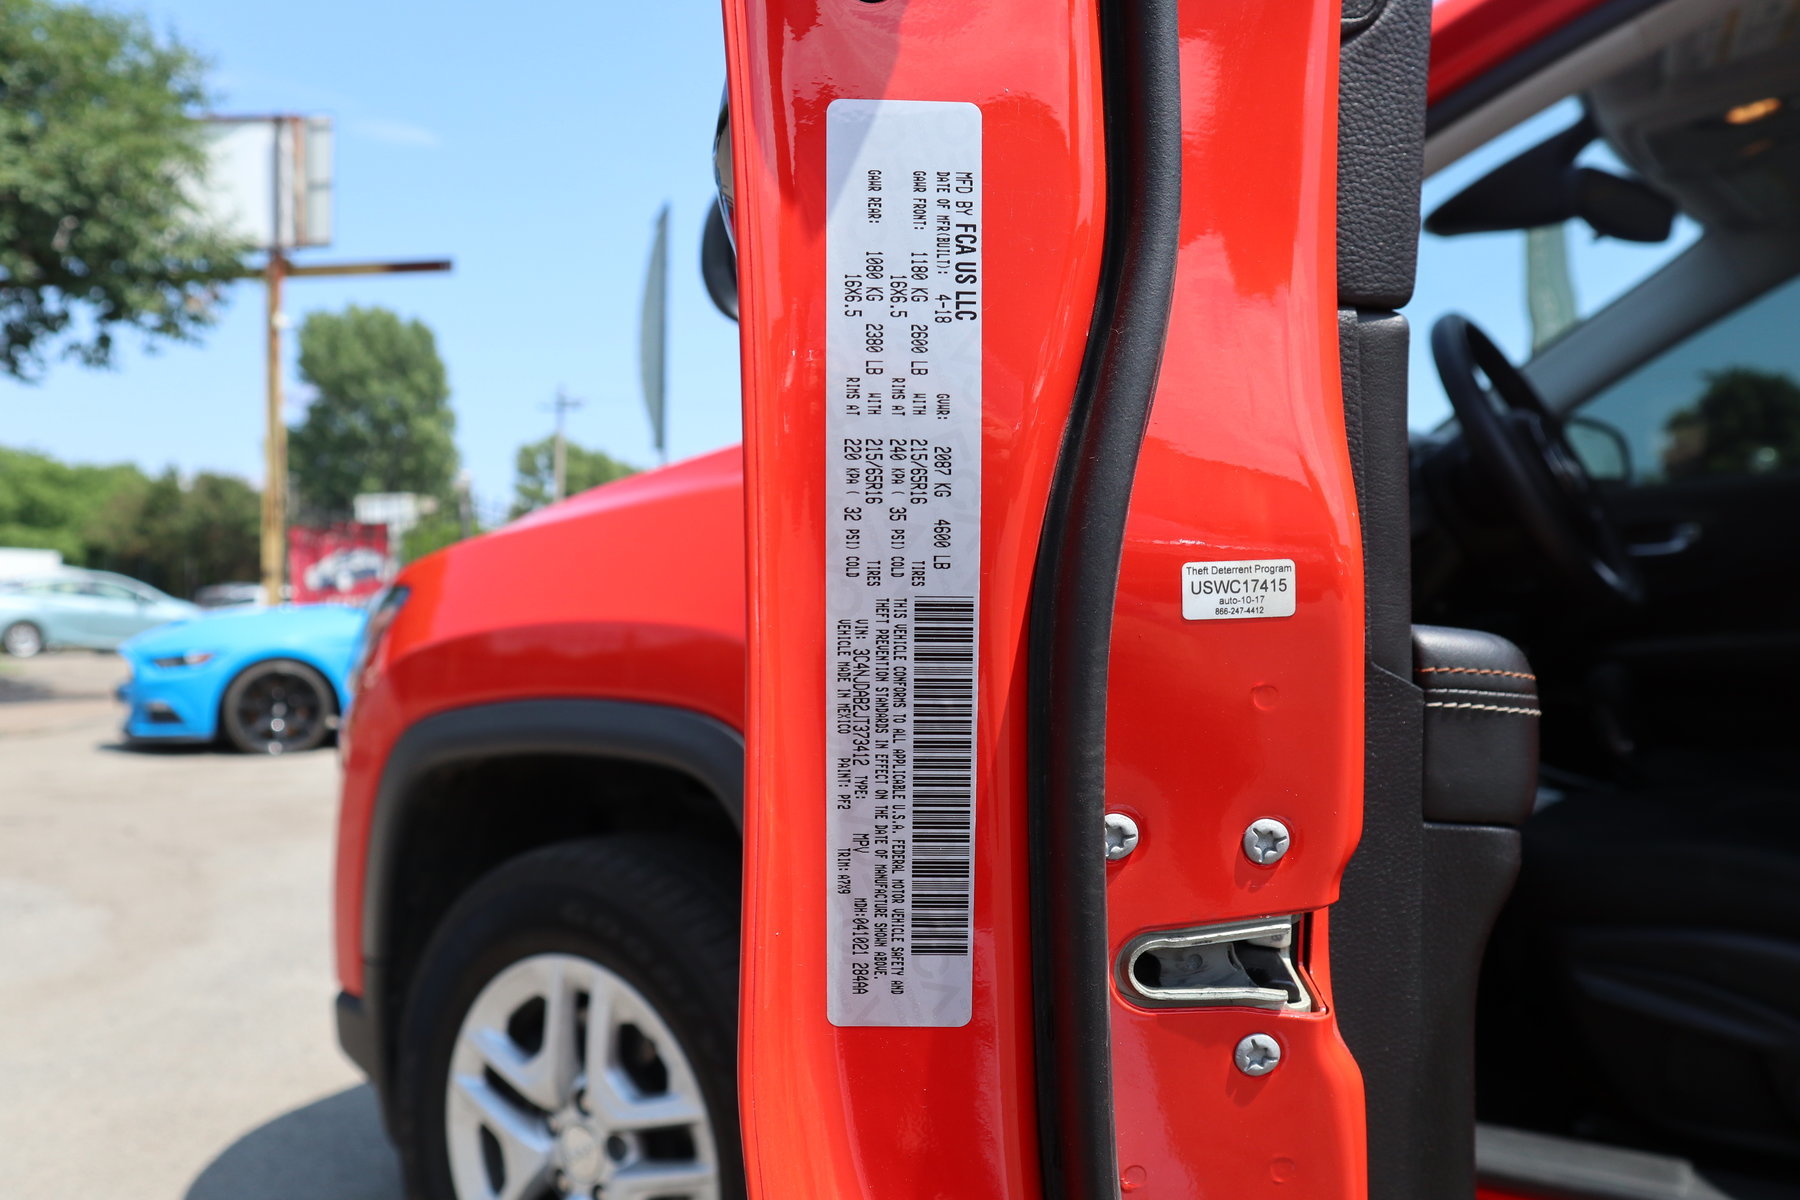 MFD BY FCA US LLC
DATE OF MFR(BUILT): 4-18 GVWR: 2087 KG 4600 LB
GAWR FRONT: 1180 KG 2600 LB WITH 215/65R16 TIRES
16X6.5 RIMS AT 240 KPA ( 35 PSI) COLD
GAWR REAR: 1080 KG 2380 LB WITH 215/65R16 TIRES
16X6.5 RIMS AT 220 KPA ( 32 PSI) COLD
THIS VEHICLE CONFORMS TO ALL APPLICABLE U.S.A. FEDERAL MOTOR VEHICLE SAFETY AND
THEFT PREVENTION STANDARDS IN EFFECT ON THE DATE OF MANUFACTURE SHOWN ABOVE.
VIN: 3C4NJDAB2JT373412 TYPE: MPV MDH:041021 284AA
VEHICLE MADE IN MEXICO PAINT: PF2 TRIM:A7X9
Theft Deterrent Program
USWC17415
auto-10-17
866-247-4412